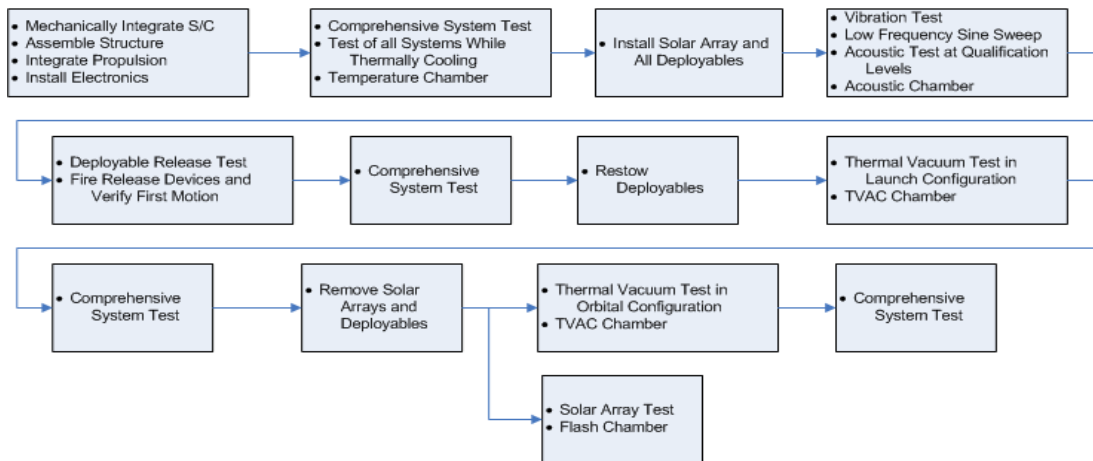 • Mechanically Integrate S/C
• Assemble Structure
• Integrate Propulsion
• Install Electronics
• Comprehensive System Test
• Test of all Systems While
Thermally Cooling
• Temperature Chamber
• Install Solar Array and
All Deployables
• Vibration Test
• Low Frequency Sine Sweep
• Acoustic Test at Qualification
Levels
• Acoustic Chamber
• Deployable Release Test
• Fire Release Devices and
Verify First Motion
• Comprehensive
System Test
• Restow
Deployables
• Thermal Vacuum Test in
Launch Configuration
• TVAC Chamber
• Comprehensive
System Test
• Remove Solar
Arrays and
Deployables
• Thermal Vacuum Test in
Orbital Configuration
• TVAC Chamber
• Comprehensive
System Test
• Solar Array Test
• Flash Chamber